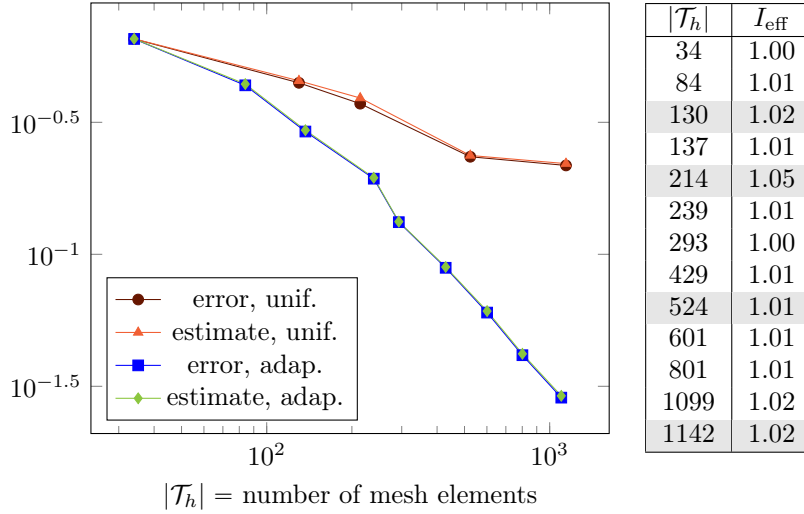 10^{-0.5}
10^{-1}
10^{-1.5}
error, unif.
estimate, unif.
error, adap.
estimate, adap.
10^2 10^3
|𝒯_h| = number of mesh elements
|𝒯_h| I_eff
34 1.00
84 1.01
130 1.02
137 1.01
214 1.05
239 1.01
293 1.00
429 1.01
524 1.01
601 1.01
801 1.01
1099 1.02
1142 1.02